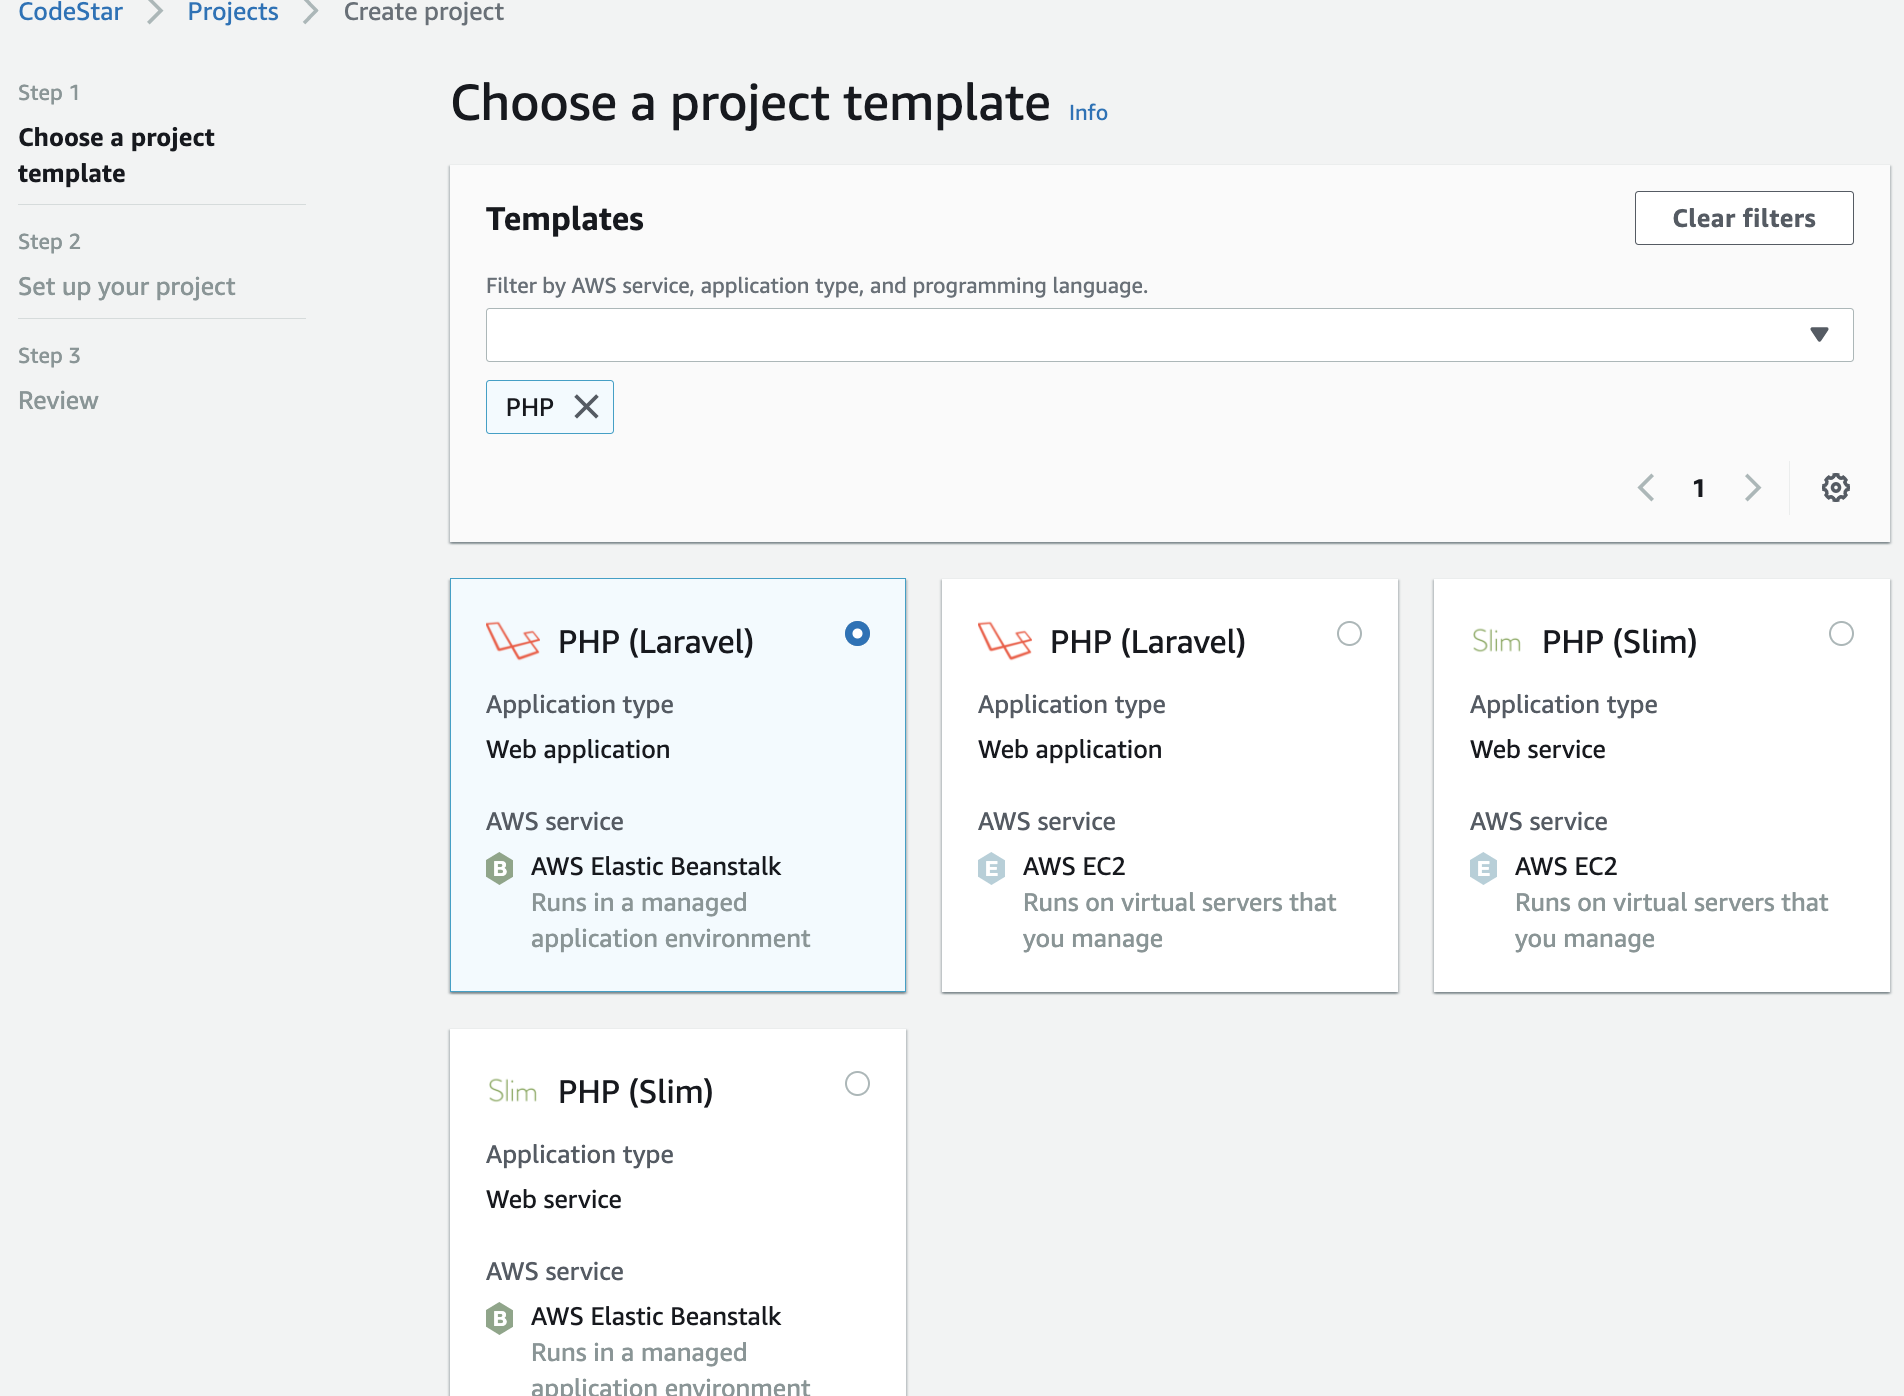 CodeStar Projects Create project
Step 1
Choose a project
template
Step 2
Set up your project
Step 3
Review
Choose a project template Info
Templates
Clear filters
Filter by AWS service, application type, and programming language.
PHP
1
PHP (Laravel)
Application type
Web application
AWS service
B AWS Elastic Beanstalk
Runs in a managed
application environment
PHP (Laravel)
Application type
Web application
AWS service
E AWS EC2
Runs on virtual servers that
you manage
Slim PHP (Slim)
Application type
Web service
AWS service
E AWS EC2
Runs on virtual servers that
you manage
Slim PHP (Slim)
Application type
Web service
AWS service
B AWS Elastic Beanstalk
Runs in a managed
application environment